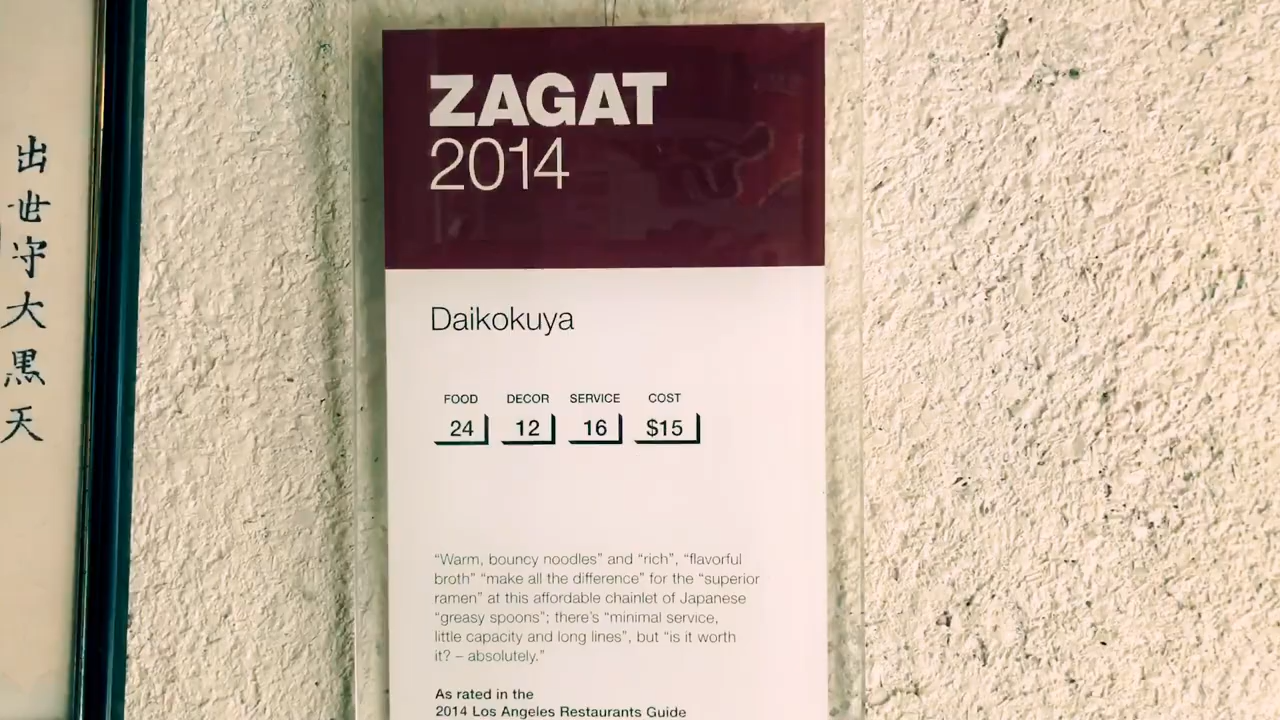 出世守大黒天
ZAGAT
2014
Daikokuya
FOOD DECOR SERVICE COST
24 12 16 $15
“Warm, bouncy noodles” and “rich”, “flavorful
broth” “make all the difference” for the “superior
ramen” at this affordable chainlet of Japanese
“greasy spoons”; there’s “minimal service,
little capacity and long lines”, but “is it worth
it? – absolutely.”
As rated in the
2014 Los Angeles Restaurants Guide